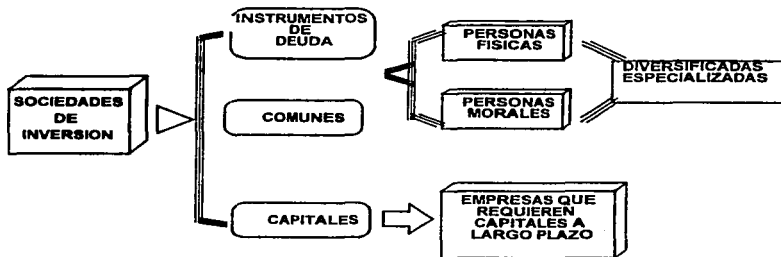 SOCIEDADES
DE
INVERSION
INSTRUMENTOS
DE
DEUDA
COMUNES
CAPITALES
PERSONAS
FISICAS
PERSONAS
MORALES
DIVERSIFICADAS
ESPECIALIZADAS
EMPRESAS QUE
REQUIEREN
CAPITALES A
LARGO PLAZO